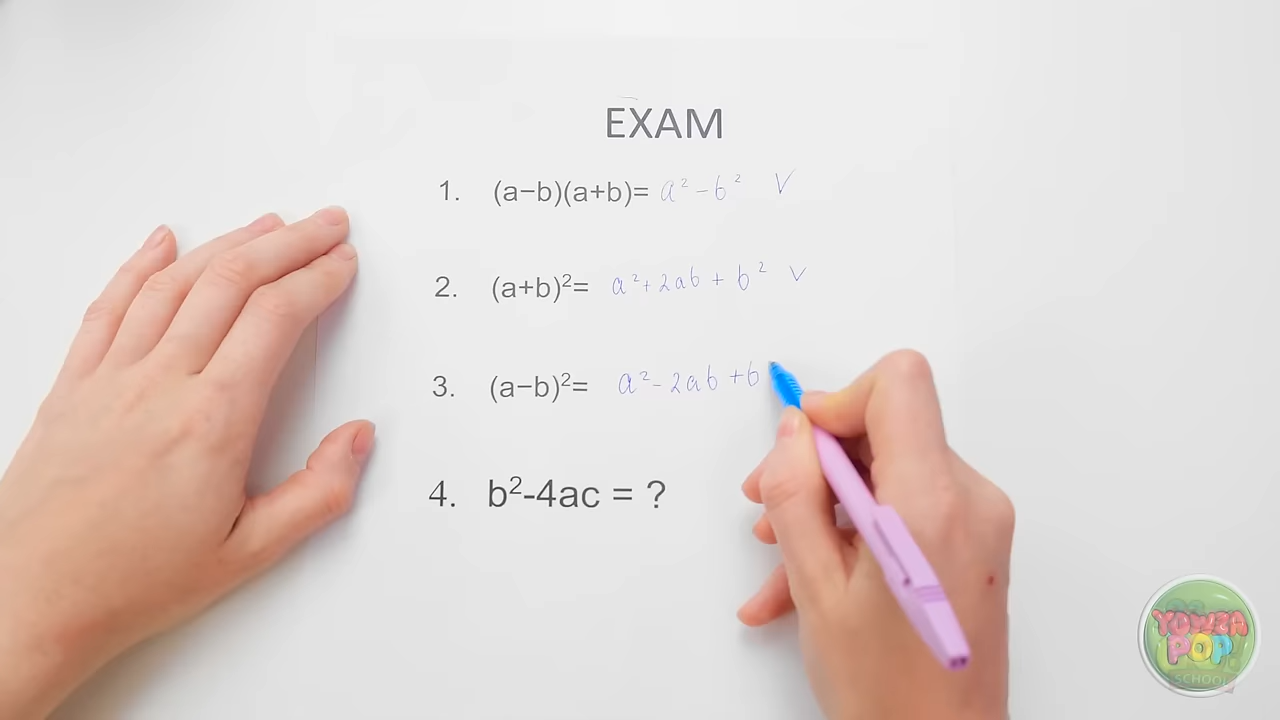 EXAM
1. (a−b)(a+b)= a² - b² V
2. (a+b)²= a² + 2ab + b² V
3. (a−b)²= a² - 2ab + b
4. b²-4ac = ?
YOWZA
POP
SCHOOL